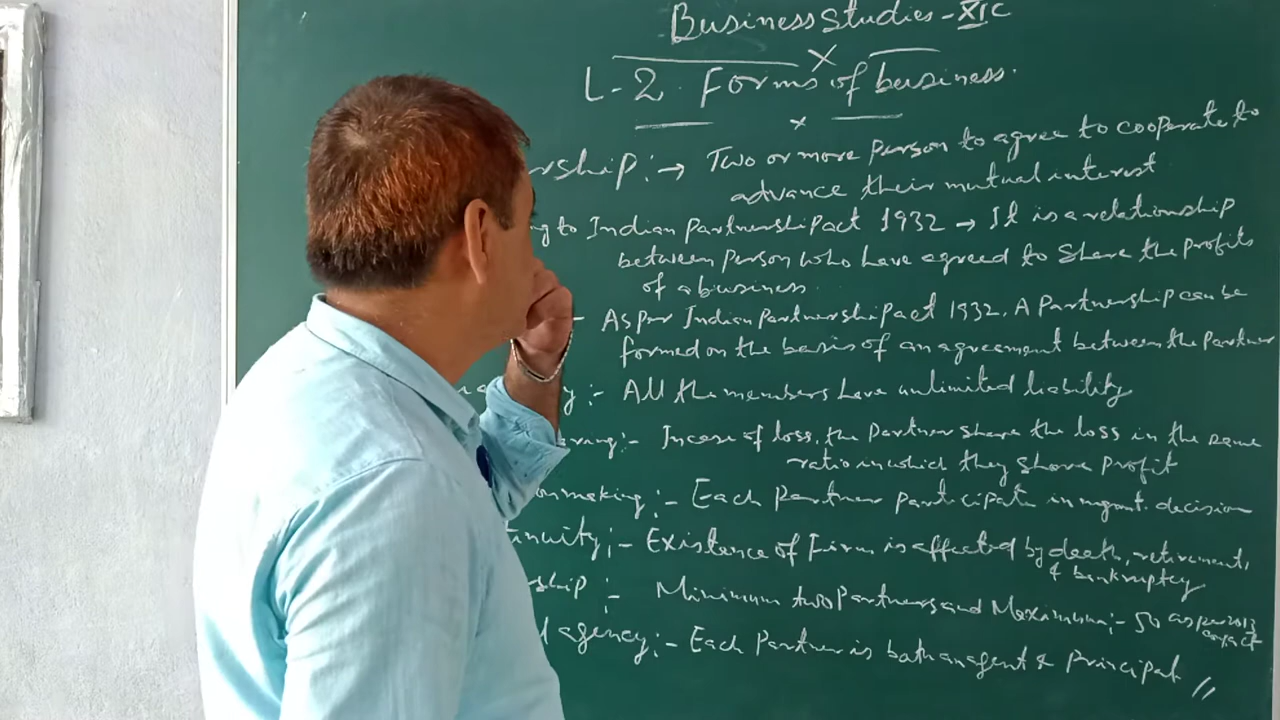 Business Studies - XI C
L-2. Forms of business.
rship :→ Two or more person to agree to cooperate to
advance their mutual interest
ng to Indian Partnership act 1932 → It is a relationship
between person who have agreed to share the profits
of a business
- As per Indian Partnership act 1932. A Partnership can be
formed on the basis of an agreement between the Partner
y :- All the members have unlimited liability
aring :- Incase of loss, the Partner share the loss in the same
ratio in which they share profit
on making :- Each Partner participate in mgmt. decision
inuity ;- Existence of Firm is affected by death, retirement,
& bankruptcy
ship :- Minimum two Partners and Maximum :- 50 as per 2013
act
l agency :- Each Partner is both an agent & Principal